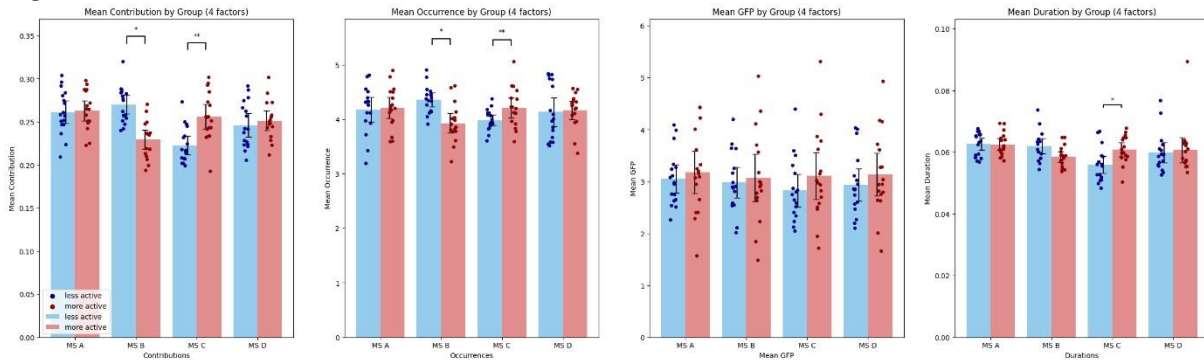 Mean Contribution by Group (4 factors)
Mean Contribution
0.35
0.30
0.25
0.20
0.15
0.10
0.05
0.00
*
**
less active
more active
less active
more active
MS A
MS B
MS C
MS D
Contributions
Mean Occurrence by Group (4 factors)
Mean Occurrence
5
4
3
2
1
0
*
**
MS A
MS B
MS C
MS D
Occurrences
Mean GFP by Group (4 factors)
Mean GFP
6
5
4
3
2
1
0
MS A
MS B
MS C
MS D
Mean GFP
Mean Duration by Group (4 factors)
Mean Duration
0.10
0.08
0.06
0.04
0.02
0.00
*
MS A
MS B
MS C
MS D
Durations